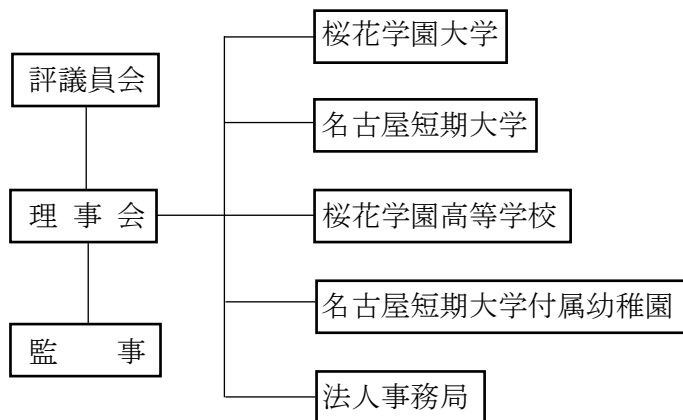 評議員会
理事会
監事
桜花学園大学
名古屋短期大学
桜花学園高等学校
名古屋短期大学付属幼稚園
法人事務局